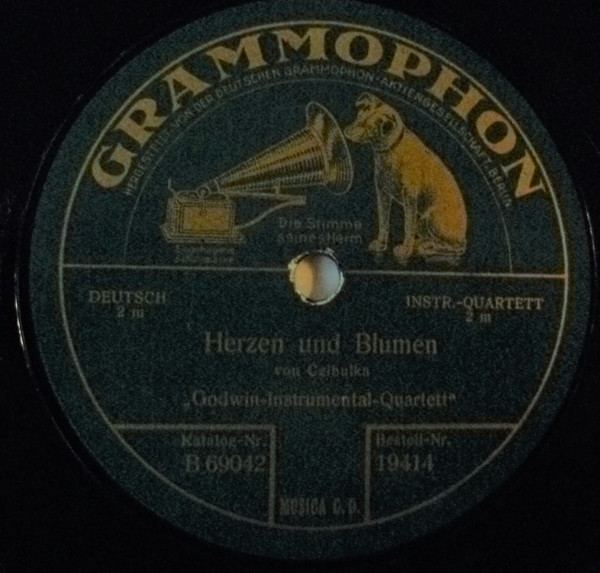 GRAMMOPHON
HERGESTELLT VON DER DEUTSCHEN GRAMMOPHON-AKTIENGESELLSCHAFT, BERLIN
Die Stimme
seines Herrn
DEUTSCH
2 m
INSTR.-QUARTETT
2 m
Herzen und Blumen
von Czibulka
„Godwin-Instrumental-Quartett"
Katalog-Nr.
B 69042
Bestell-Nr.
19414
MUSICA C. D.